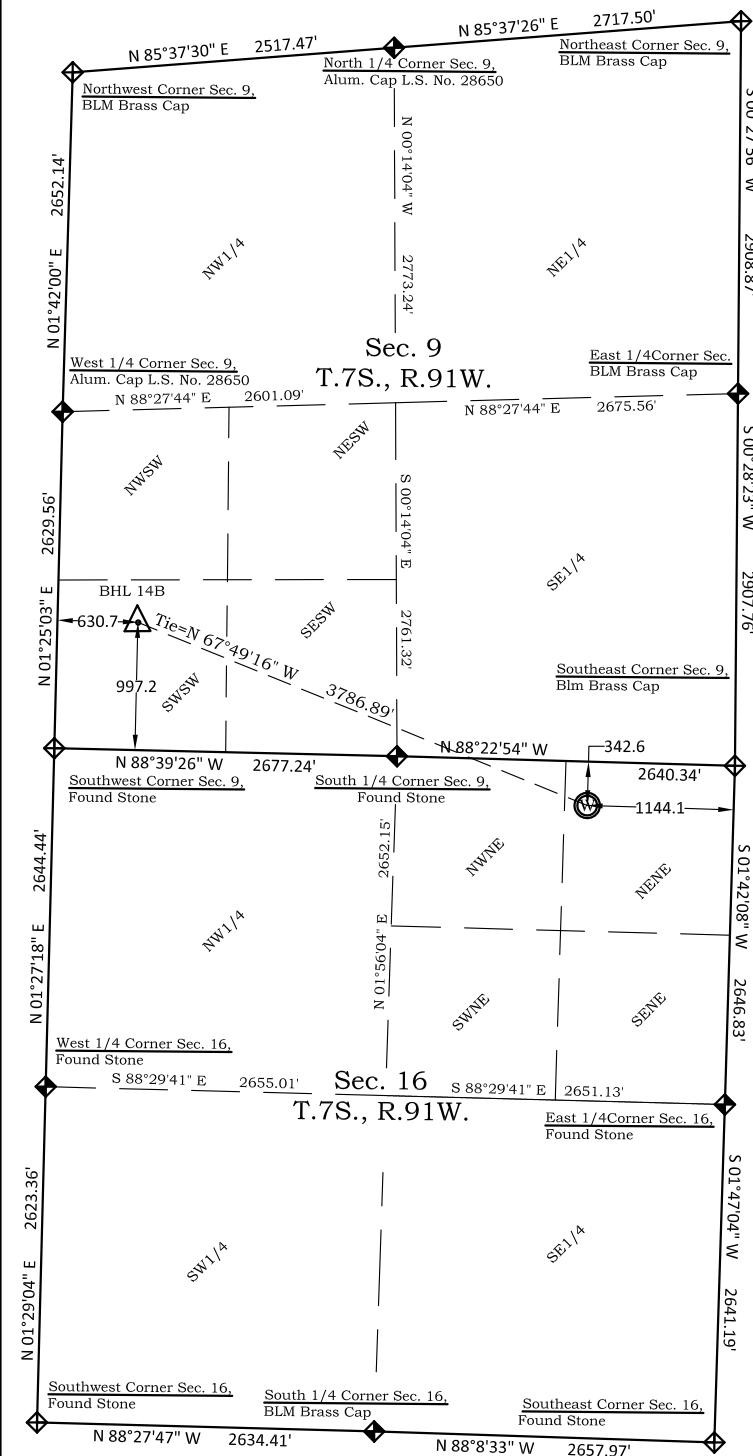 N 85°37'30" E 2517.47'
N 85°37'26" E 2717.50'
Northwest Corner Sec. 9,
BLM Brass Cap
North 1/4 Corner Sec. 9,
Alum. Cap L.S. No. 28650
Northeast Corner Sec. 9,
BLM Brass Cap
N 01°42'00" E 2652.14'
N 00°14'04" W 2773.24'
2908.87'
NW1/4
NE1/4
Sec. 9
T.7S., R.91W.
West 1/4 Corner Sec. 9,
Alum. Cap L.S. No. 28650
East 1/4Corner Sec.
BLM Brass Cap
N 88°27'44" E 2601.09'
N 88°27'44" E 2675.56'
NWSW
NESW
N 01°25'03" E 2629.56'
S 00°14'04" E 2761.32'
S 00°28'23" W 2907.76'
SE1/4
BHL 14B
630.7
Tie=N 67°49'16" W 3786.89'
SESW
997.2
SWSW
Southeast Corner Sec. 9,
Blm Brass Cap
N 88°39'26" W 2677.24'
N 88°22'54" W 2640.34'
342.6
Southwest Corner Sec. 9,
Found Stone
South 1/4 Corner Sec. 9,
Found Stone
W
1144.1
N 01°27'18" E 2644.44'
N 01°56'04" E 2652.15'
S 01°42'08" W 2646.83'
NW1/4
NWNE
NENE
SWNE
SENE
West 1/4 Corner Sec. 16,
Found Stone
S 88°29'41" E 2655.01'
S 88°29'41" E 2651.13'
Sec. 16
T.7S., R.91W.
East 1/4Corner Sec. 16,
Found Stone
N 01°29'04" E 2623.36'
S 01°47'04" W 2641.19'
SW1/4
SE1/4
Southwest Corner Sec. 16,
Found Stone
South 1/4 Corner Sec. 16,
BLM Brass Cap
Southeast Corner Sec. 16,
Found Stone
N 88°27'47" W 2634.41'
N 88°8'33" W 2657.97'